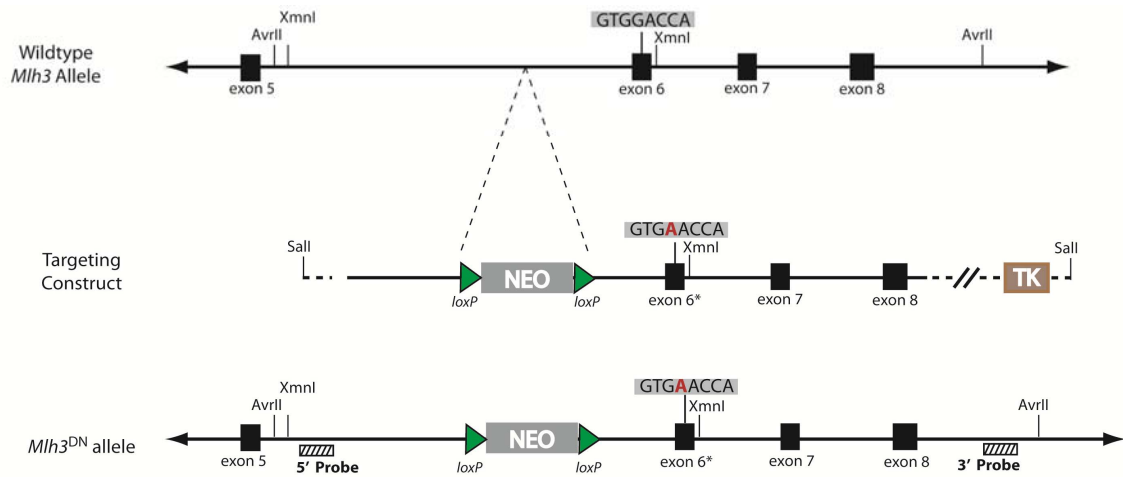 GTGGACCA
XmnI
AvrII
XmnI
AvrII
Wildtype
Mlh3 Allele
exon 5
exon 6
exon 7
exon 8
GTGAACCA
SalI
XmnI
SalI
Targeting
Construct
NEO
TK
loxP
loxP
exon 6*
exon 7
exon 8
GTGAACCA
XmnI
AvrII
XmnI
AvrII
Mlh3DN allele
NEO
exon 5
5' Probe
loxP
loxP
exon 6*
exon 7
exon 8
3' Probe